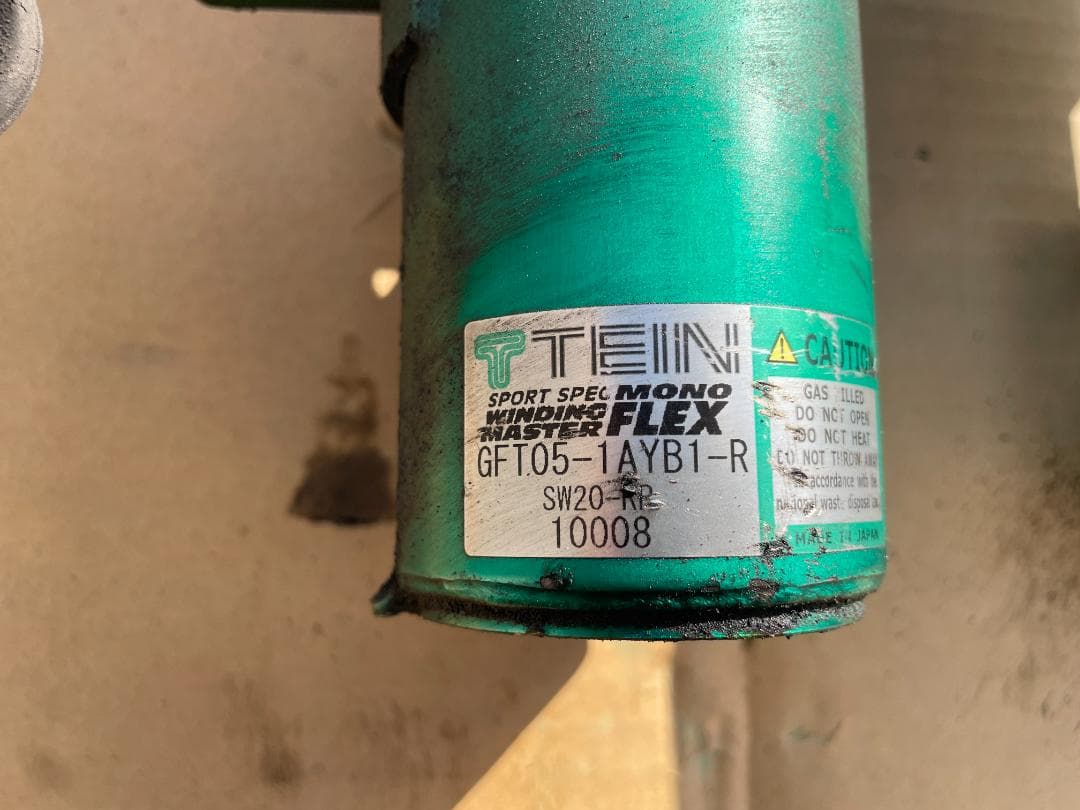 TEIN
SPORT SPEC MONO
WINDING MASTER FLEX
GFT05-1AYB1-R
SW20-RR
10008
CAUTION
GAS FILLED
DO NOT OPEN
DO NOT HEAT
DO NOT THROW AWAY
in accordance with the
national waste disposal law
MADE IN JAPAN